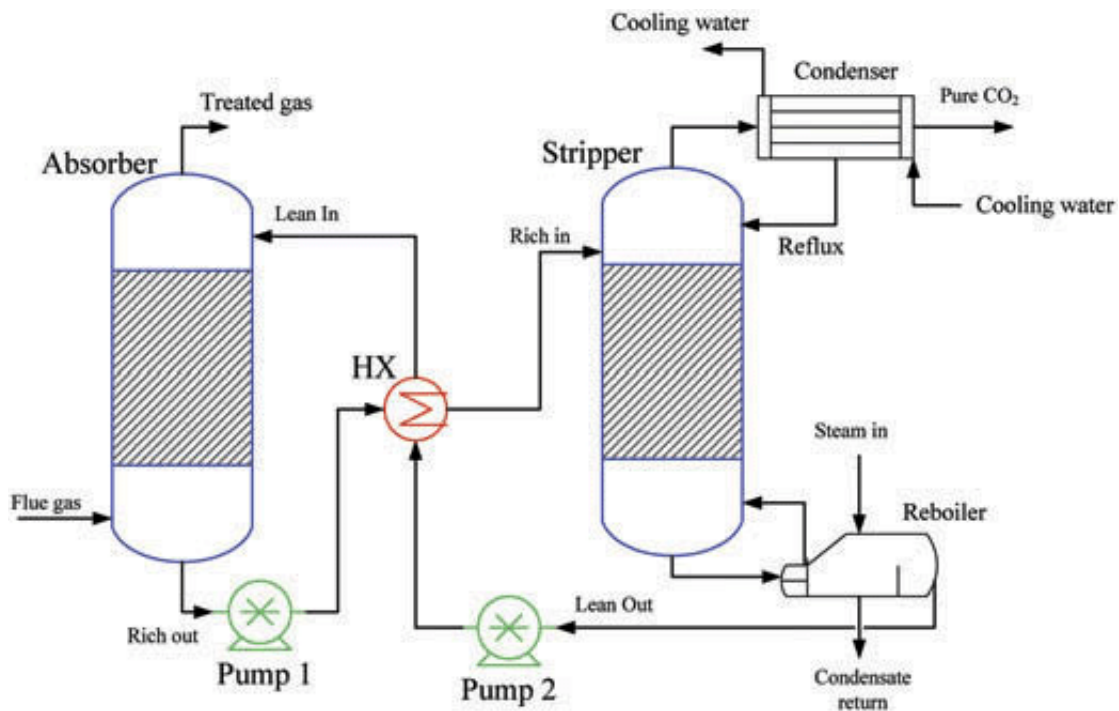 Cooling water
Condenser
Treated gas
Pure CO₂
Absorber
Stripper
Lean In
Rich in
Cooling water
Reflux
HX
Steam in
Flue gas
Reboiler
Lean Out
Rich out
Pump 1
Pump 2
Condensate
return